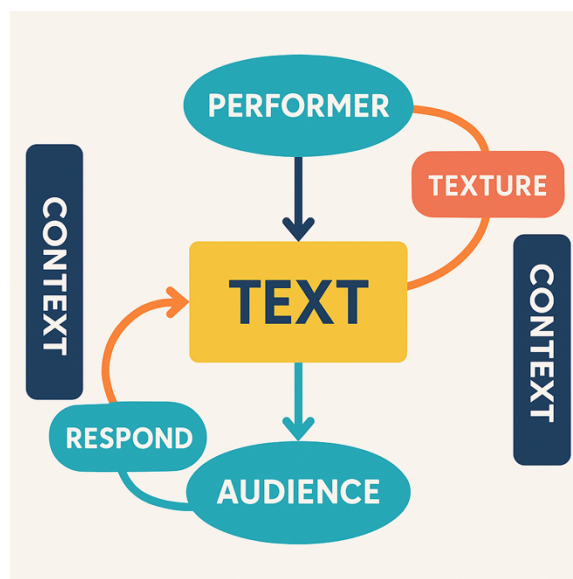 PERFORMER
TEXTURE
CONTEXT
TEXT
CONTEXT
RESPOND
AUDIENCE